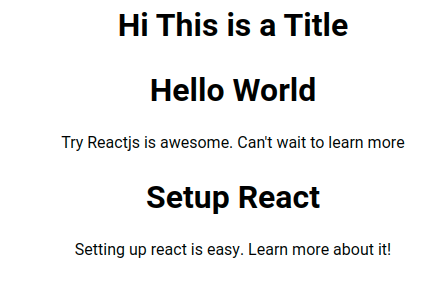 Hi This is a Title
Hello World
Try Reactjs is awesome. Can't wait to learn more
Setup React
Setting up react is easy. Learn more about it!